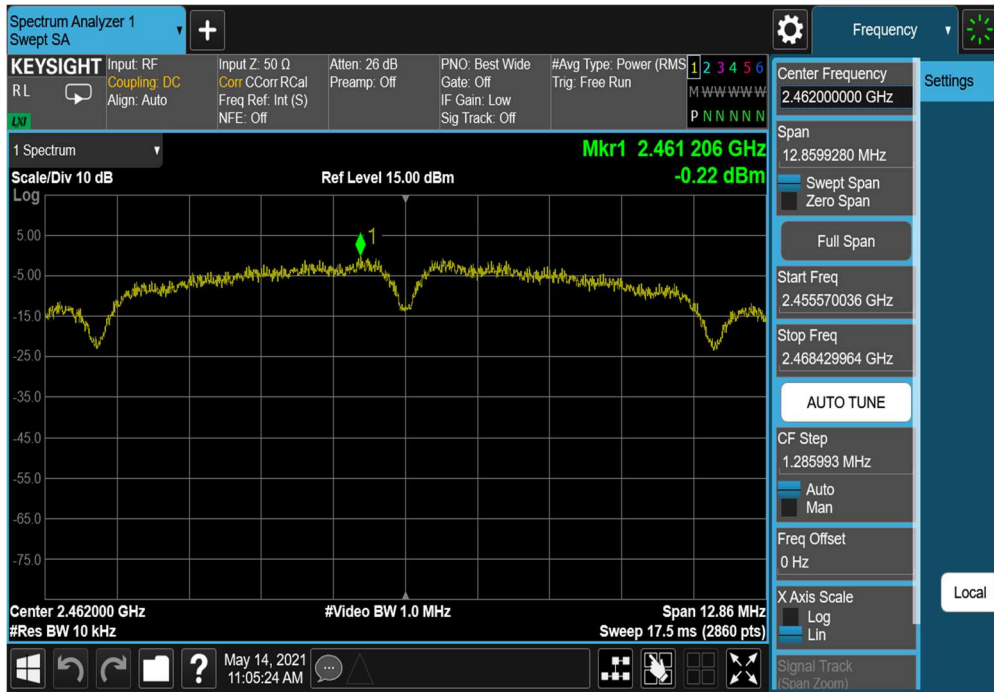 Spectrum Analyzer 1
Swept SA
+
Frequency
KEYSIGHT
RL
LXI
Input: RF
Coupling: DC
Align: Auto
Input Z: 50 Ω
Corr CCorr RCal
Freq Ref: Int (S)
NFE: Off
Atten: 26 dB
Preamp: Off
PNO: Best Wide
Gate: Off
IF Gain: Low
Sig Track: Off
#Avg Type: Power (RMS
Trig: Free Run
1 2 3 4 5 6
M W W W W W
P N N N N N
1 Spectrum
Scale/Div 10 dB
Log
Ref Level 15.00 dBm
Mkr1 2.461 206 GHz
-0.22 dBm
1
5.00
-5.00
-15.0
-25.0
-35.0
-45.0
-55.0
-65.0
-75.0
Center 2.462000 GHz
#Res BW 10 kHz
#Video BW 1.0 MHz
Span 12.86 MHz
Sweep 17.5 ms (2860 pts)
?
May 14, 2021
11:05:24 AM
Center Frequency
2.462000000 GHz
Span
12.8599280 MHz
Swept Span
Zero Span
Full Span
Start Freq
2.455570036 GHz
Stop Freq
2.468429964 GHz
AUTO TUNE
CF Step
1.285993 MHz
Auto
Man
Freq Offset
0 Hz
X Axis Scale
Log
Lin
Signal Track
(Span Zoom)
Settings
Local